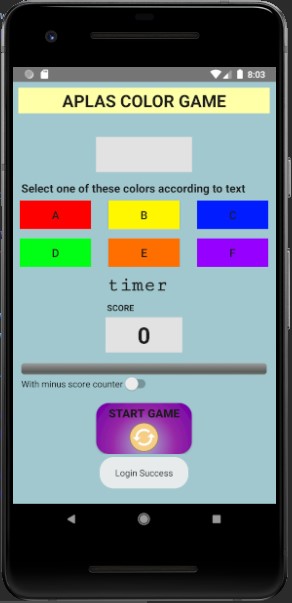 8:03
APLAS COLOR GAME
Select one of these colors according to text
A B C
D E F
timer
SCORE
0
With minus score counter
START GAME
Login Success